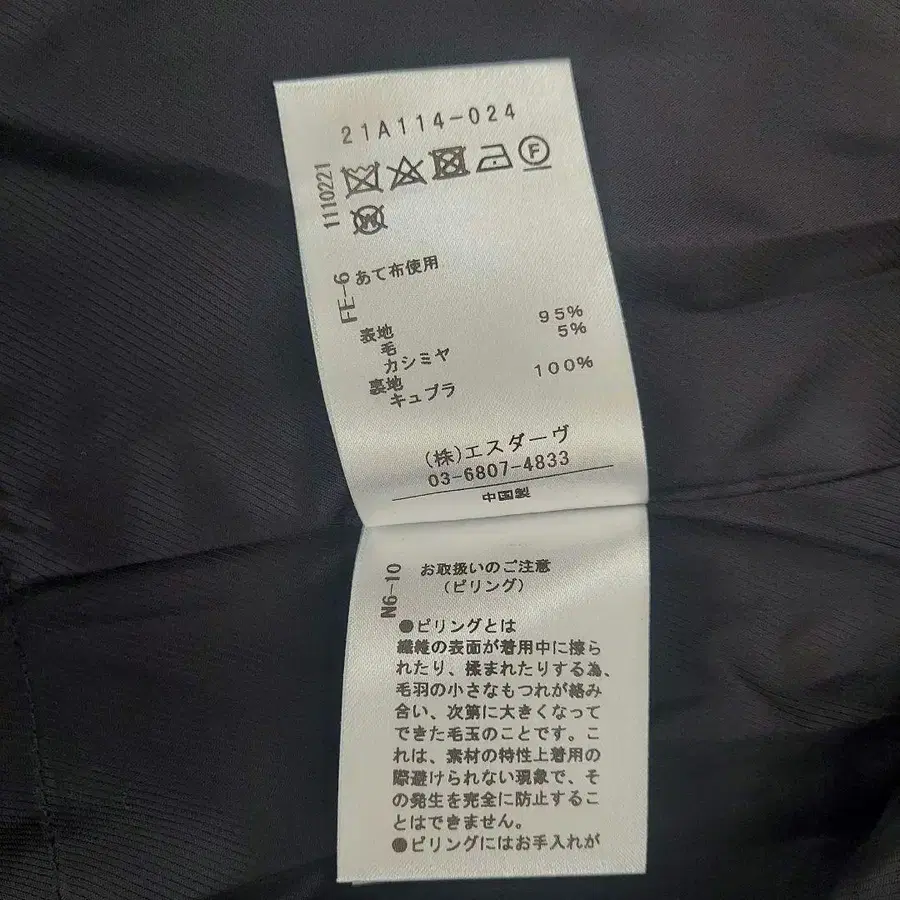 21A114-024
1110221
F
W
FE-6
あて布使用
表地
毛 95%
カシミヤ 5%
裏地
キュプラ 100%
(株)エスダーヴ
03-6807-4833
中国製
N6-10
お取扱いのご注意
(ピリング)
●ピリングとは
繊維の表面が着用中に擦ら
れたり、揉まれたりする為、
毛羽の小さなもつれが絡み
合い、次第に大きくなって
できた毛玉のことです。こ
れは、素材の特性上着用の
際避けられない現象で、そ
の発生を完全に防止するこ
とはできません。
●ピリングにはお手入れが